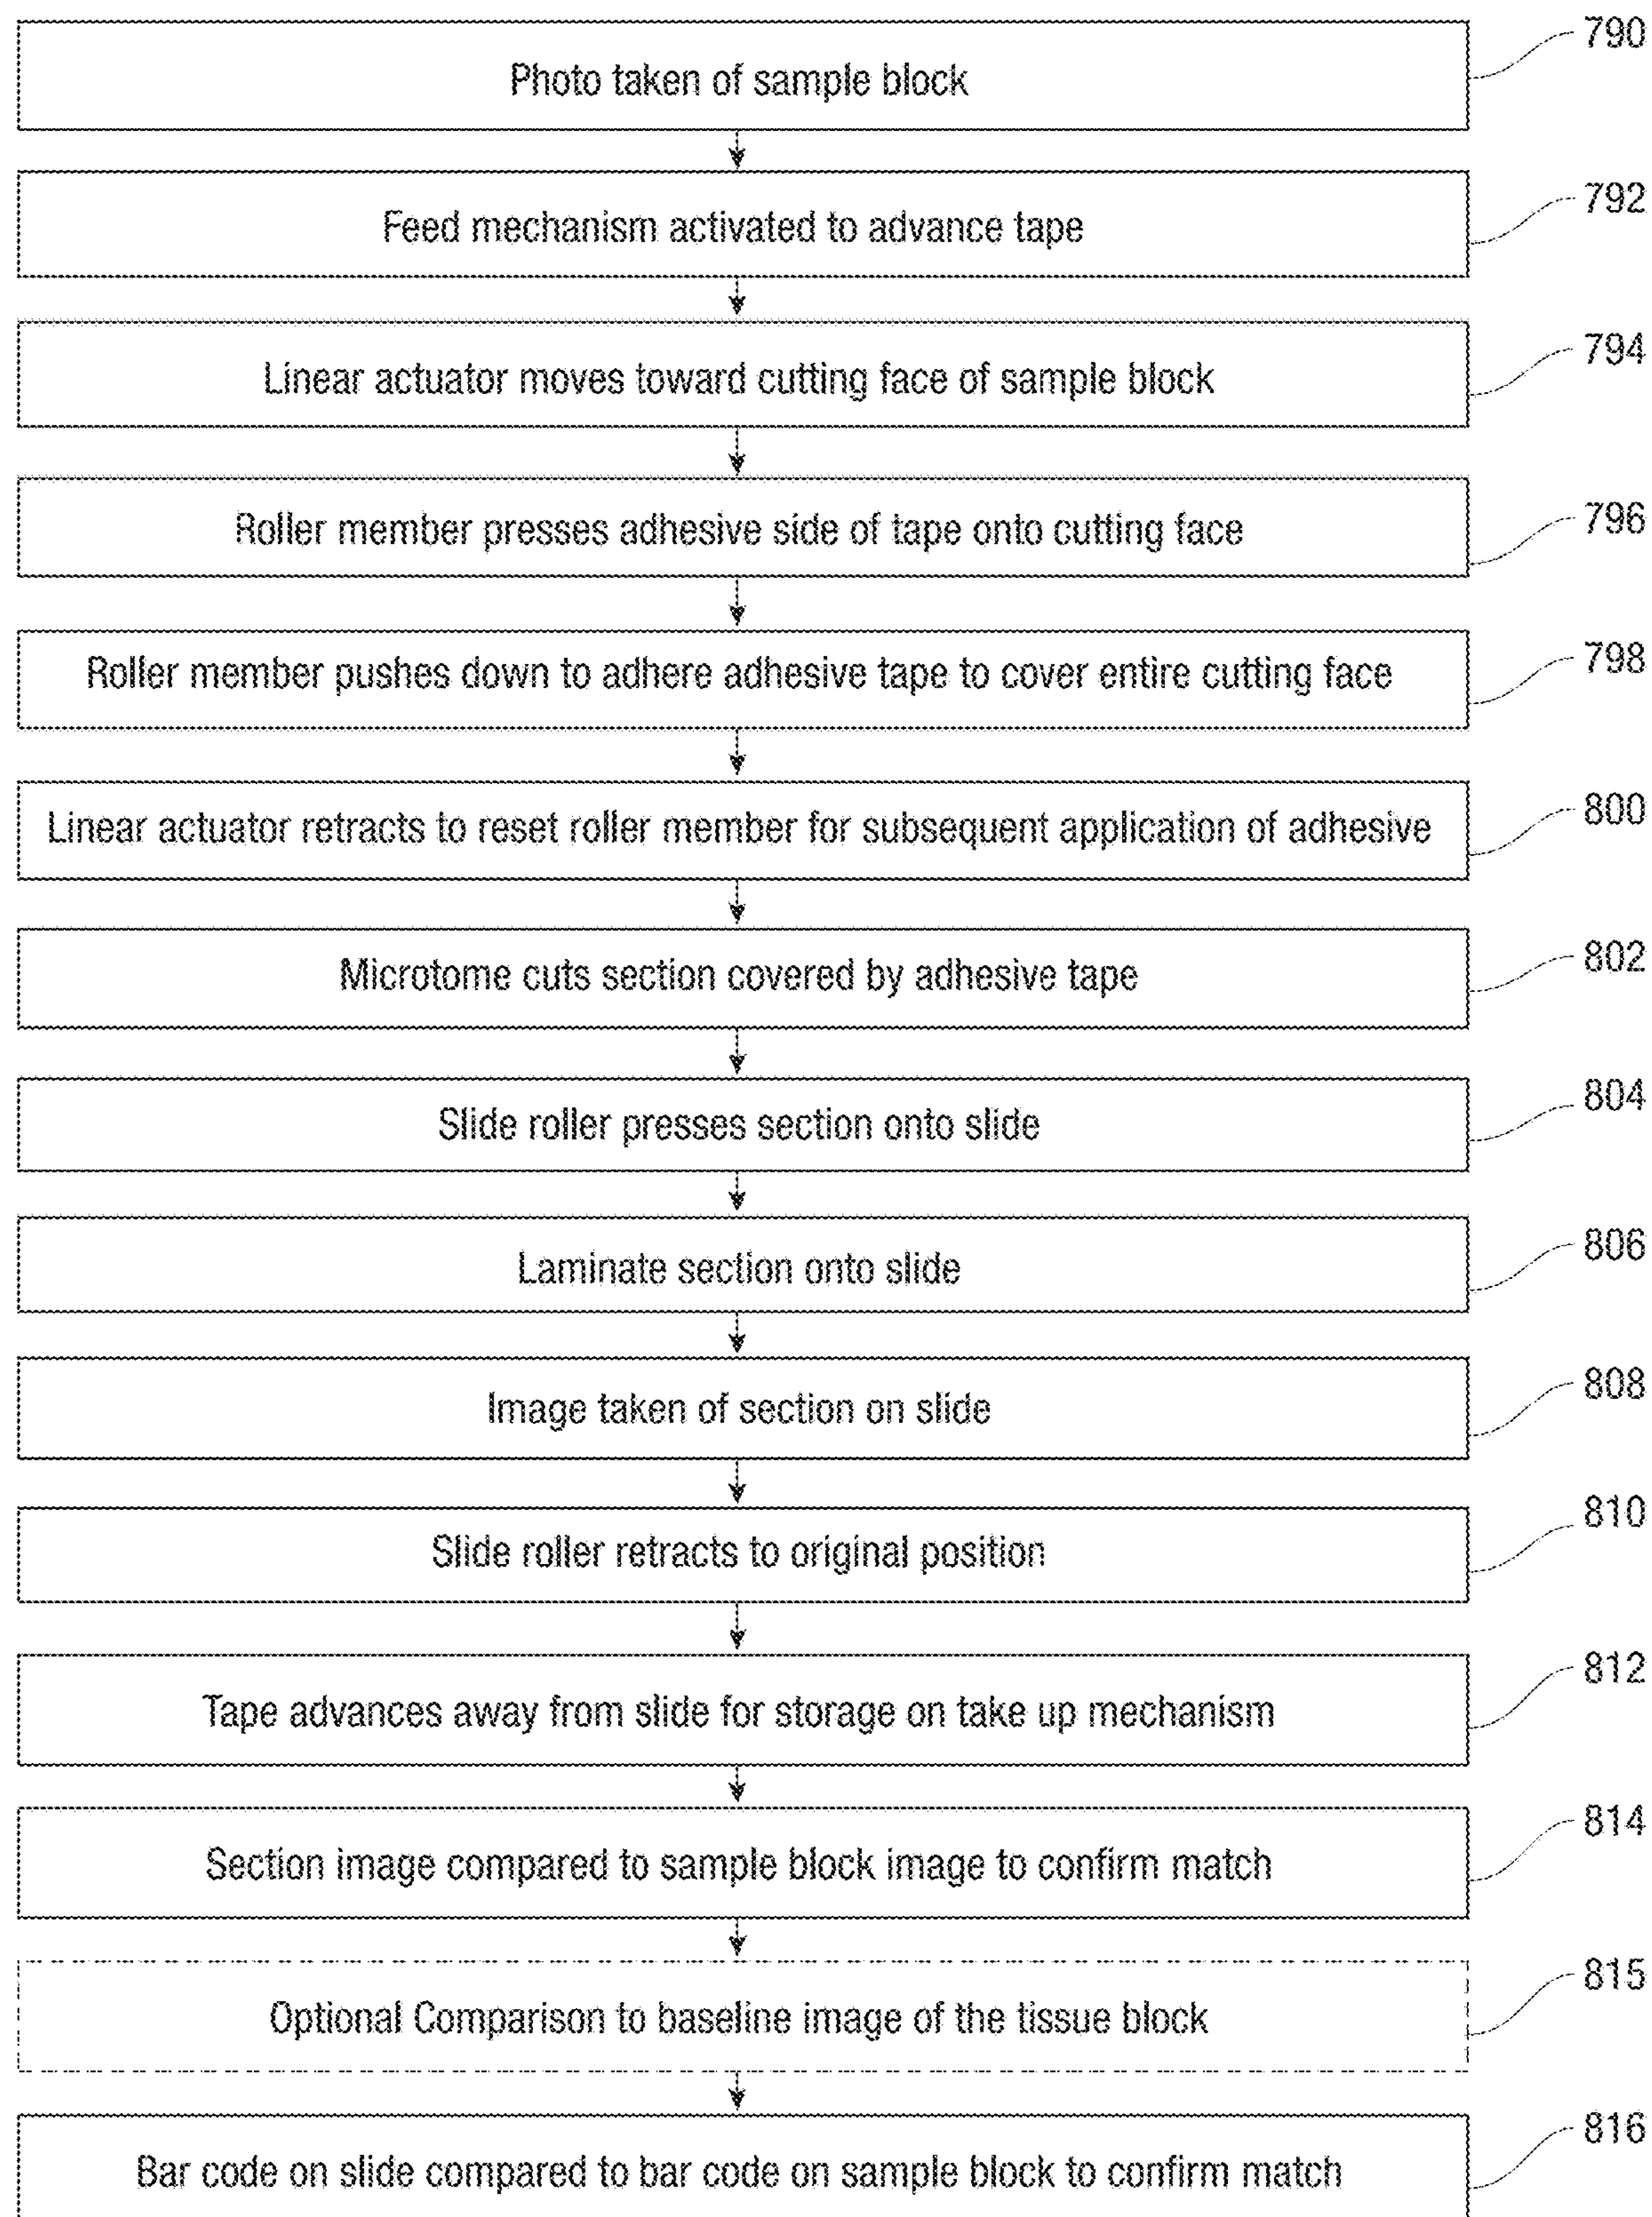 790
Photo taken of sample block
792
Feed mechanism activated to advance tape
794
Linear actuator moves toward cutting face of sample block
796
Roller member presses adhesive side of tape onto cutting face
798
Roller member pushes down to adhere adhesive tape to cover entire cutting face
800
Linear actuator retracts to reset roller member for subsequent application of adhesive
802
Microtome cuts section covered by adhesive tape
804
Slide roller presses section onto slide
806
Laminate section onto slide
808
Image taken of section on slide
810
Slide roller retracts to original position
812
Tape advances away from slide for storage on take up mechanism
814
Section image compared to sample block image to confirm match
815
Optional Comparison to baseline image of the tissue block
816
Bar code on slide compared to bar code on sample block to confirm match